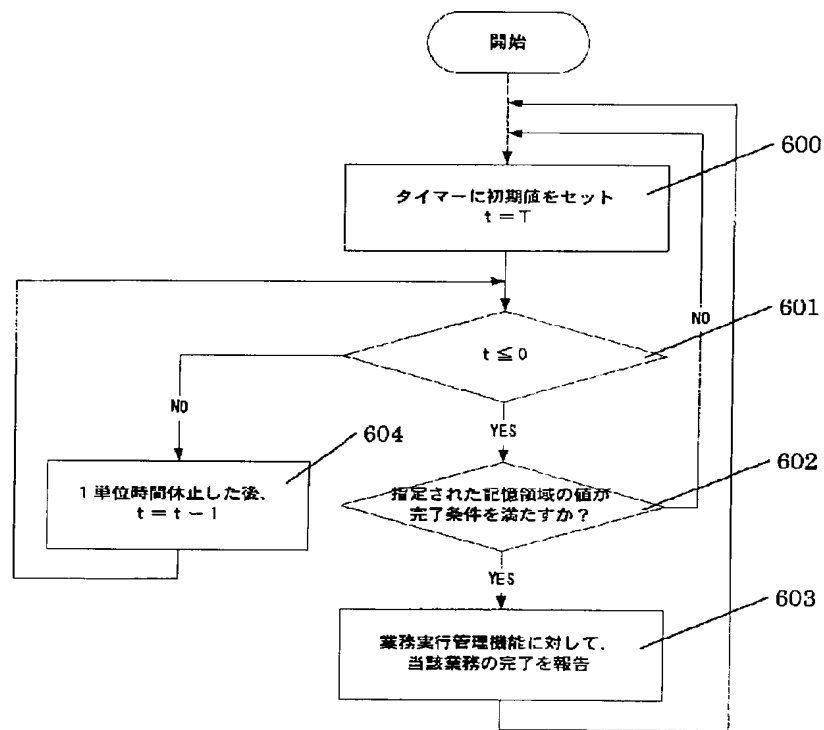 開始
600
タイマーに初期値をセット
t＝T
601
t≦0
NO
NO
YES
604
602
1単位時間休止した後、
t＝t－1
指定された記憶領域の値が
完了条件を満たすか？
YES
603
業務実行管理機能に対して、
当該業務の完了を報告